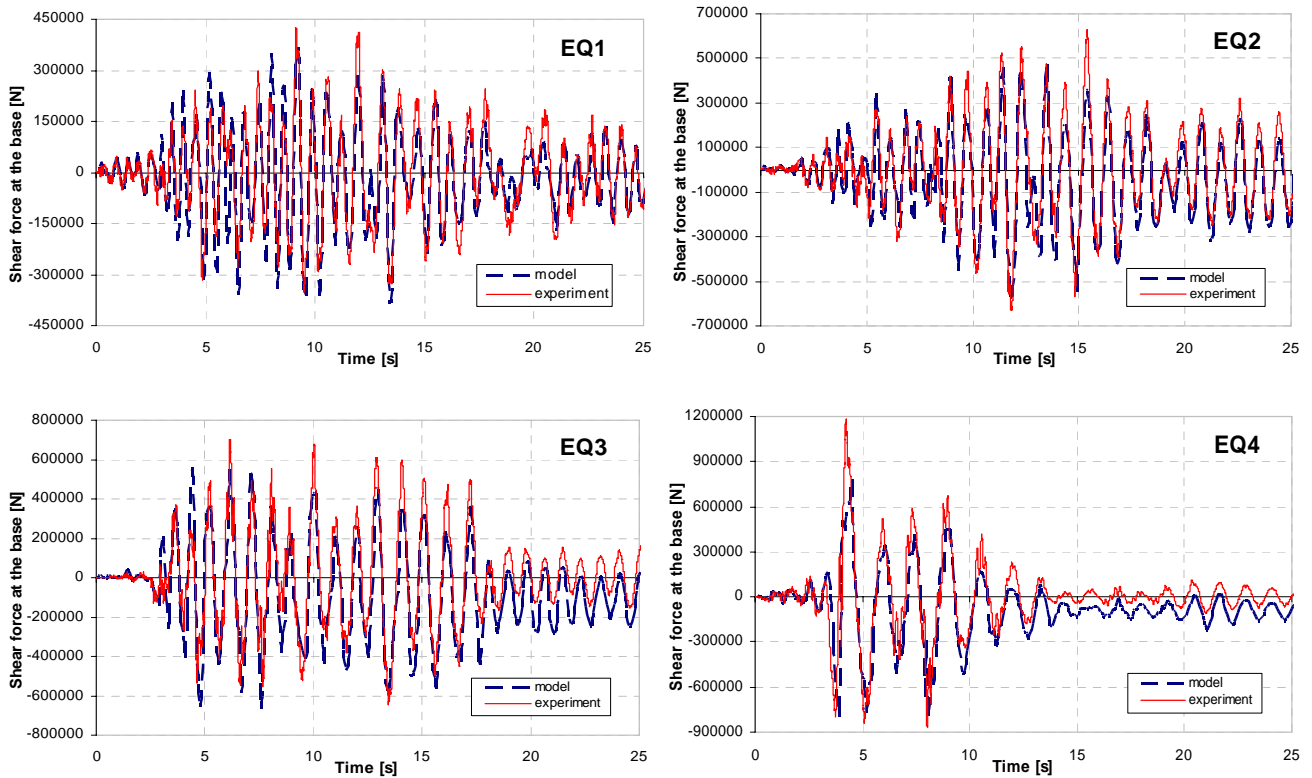 EQ1
Shear force at the base [N]
450000
300000
150000
0
-150000
-300000
-450000
model
experiment
0 5 10 15 20 25
Time [s]
EQ2
Shear force at the base [N]
700000
500000
300000
100000
-100000
-300000
-500000
-700000
model
experiment
0 5 10 15 20 25
Time [s]
EQ3
Shear force at the base [N]
800000
600000
400000
200000
0
-200000
-400000
-600000
-800000
model
experiment
0 5 10 15 20 25
Time [s]
EQ4
Shear force at the base [N]
1200000
900000
600000
300000
0
-300000
-600000
-900000
model
experiment
0 5 10 15 20 25
Time [s]